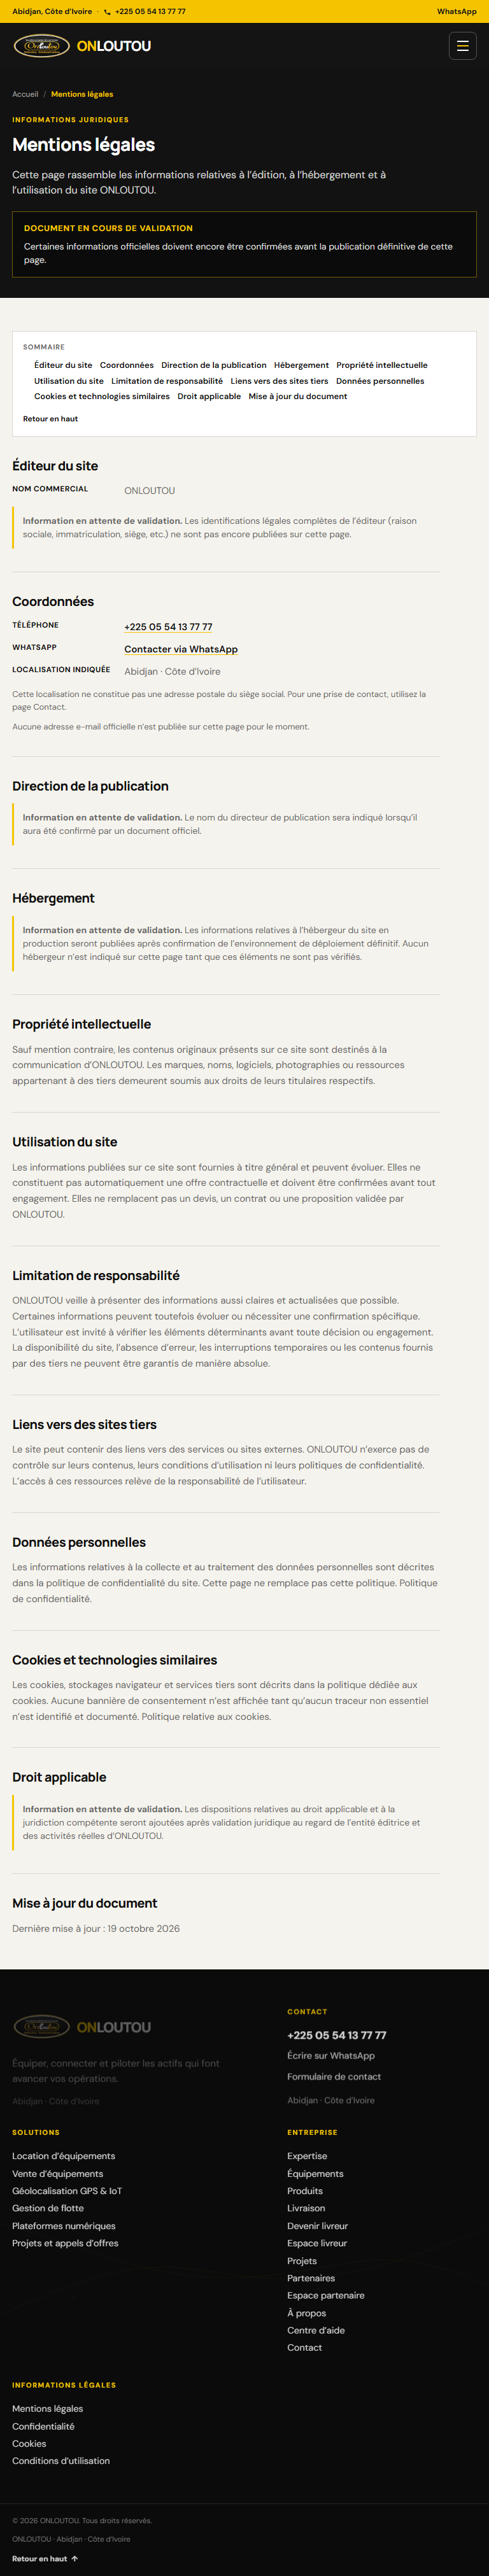 Abidjan, Côte d'Ivoire · +225 05 54 13 77 77 WhatsApp
ONLOUTOU
Accueil / Mentions légales
INFORMATIONS JURIDIQUES
Mentions légales
Cette page rassemble les informations relatives à l'édition, à l'hébergement et à
l'utilisation du site ONLOUTOU.
DOCUMENT EN COURS DE VALIDATION
Certaines informations officielles doivent encore être confirmées avant la publication définitive de cette
page.
SOMMAIRE
Éditeur du site Coordonnées Direction de la publication Hébergement Propriété intellectuelle
Utilisation du site Limitation de responsabilité Liens vers des sites tiers Données personnelles
Cookies et technologies similaires Droit applicable Mise à jour du document
Retour en haut
Éditeur du site
NOM COMMERCIAL ONLOUTOU
Information en attente de validation. Les identifications légales complètes de l'éditeur (raison
sociale, immatriculation, siège, etc.) ne sont pas encore publiées sur cette page.
Coordonnées
TÉLÉPHONE +225 05 54 13 77 77
WHATSAPP Contacter via WhatsApp
LOCALISATION INDIQUÉE Abidjan · Côte d'Ivoire
Cette localisation ne constitue pas une adresse postale du siège social. Pour une prise de contact, utilisez la
page Contact.
Aucune adresse e-mail officielle n'est publiée sur cette page pour le moment.
Direction de la publication
Information en attente de validation. Le nom du directeur de publication sera indiqué lorsqu'il
aura été confirmé par un document officiel.
Hébergement
Information en attente de validation. Les informations relatives à l'hébergeur du site en
production seront publiées après confirmation de l'environnement de déploiement définitif. Aucun
hébergeur n'est indiqué sur cette page tant que ces éléments ne sont pas vérifiés.
Propriété intellectuelle
Sauf mention contraire, les contenus originaux présents sur ce site sont destinés à la
communication d'ONLOUTOU. Les marques, noms, logiciels, photographies ou ressources
appartenant à des tiers demeurent soumis aux droits de leurs titulaires respectifs.
Utilisation du site
Les informations publiées sur ce site sont fournies à titre général et peuvent évoluer. Elles ne
constituent pas automatiquement une offre contractuelle et doivent être confirmées avant tout
engagement. Elles ne remplacent pas un devis, un contrat ou une proposition validée par
ONLOUTOU.
Limitation de responsabilité
ONLOUTOU veille à présenter des informations aussi claires et actualisées que possible.
Certaines informations peuvent toutefois évoluer ou nécessiter une confirmation spécifique.
L'utilisateur est invité à vérifier les éléments déterminants avant toute décision ou engagement.
La disponibilité du site, l'absence d'erreur, les interruptions temporaires ou les contenus fournis
par des tiers ne peuvent être garantis de manière absolue.
Liens vers des sites tiers
Le site peut contenir des liens vers des services ou sites externes. ONLOUTOU n'exerce pas de
contrôle sur leurs contenus, leurs conditions d'utilisation ni leurs politiques de confidentialité.
L'accès à ces ressources relève de la responsabilité de l'utilisateur.
Données personnelles
Les informations relatives à la collecte et au traitement des données personnelles sont décrites
dans la politique de confidentialité du site. Cette page ne remplace pas cette politique. Politique
de confidentialité.
Cookies et technologies similaires
Les cookies, stockages navigateur et services tiers sont décrits dans la politique dédiée aux
cookies. Aucune bannière de consentement n'est affichée tant qu'aucun traceur non essentiel
n'est identifié et documenté. Politique relative aux cookies.
Droit applicable
Information en attente de validation. Les dispositions relatives au droit applicable et à la
juridiction compétente seront ajoutées après validation juridique au regard de l'entité éditrice et
des activités réelles d'ONLOUTOU.
Mise à jour du document
Dernière mise à jour : 19 octobre 2026
ONLOUTOU
Équiper, connecter et piloter les actifs qui font
avancer vos opérations.
Abidjan · Côte d'Ivoire
CONTACT
+225 05 54 13 77 77
Écrire sur WhatsApp
Formulaire de contact
Abidjan · Côte d'Ivoire
SOLUTIONS
Location d'équipements
Vente d'équipements
Géolocalisation GPS & IoT
Gestion de flotte
Plateformes numériques
Projets et appels d'offres
ENTREPRISE
Expertise
Équipements
Produits
Livraison
Devenir livreur
Espace livreur
Projets
Partenaires
Espace partenaire
À propos
Centre d'aide
Contact
INFORMATIONS LÉGALES
Mentions légales
Confidentialité
Cookies
Conditions d'utilisation
© 2026 ONLOUTOU. Tous droits réservés.
ONLOUTOU · Abidjan · Côte d'Ivoire
Retour en haut ↑